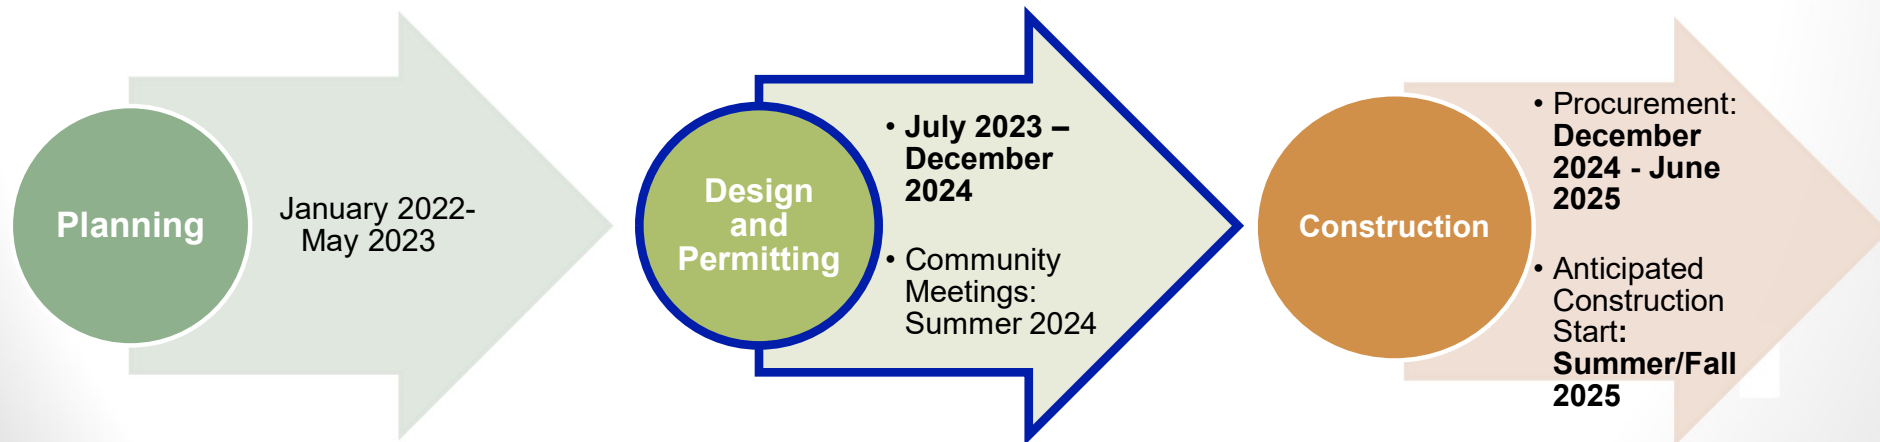 Planning
January 2022-
May 2023
Design
and
Permitting
• July 2023 –
December
2024
• Community
Meetings:
Summer 2024
Construction
• Procurement:
December
2024 - June
2025
• Anticipated
Construction
Start:
Summer/Fall
2025